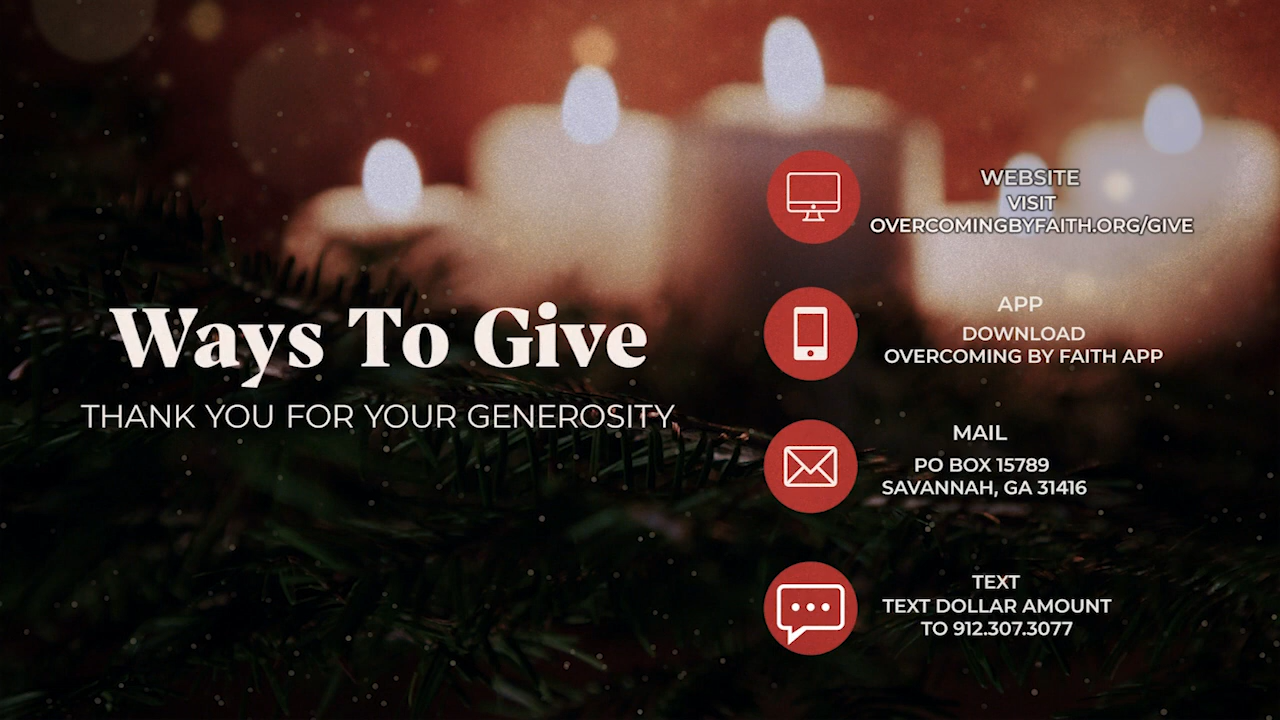 Ways To Give
THANK YOU FOR YOUR GENEROSITY
WEBSITE
VISIT
OVERCOMINGBYFAITH.ORG/GIVE
APP
DOWNLOAD
OVERCOMING BY FAITH APP
MAIL
PO BOX 15789
SAVANNAH, GA 31416
TEXT
TEXT DOLLAR AMOUNT
TO 912.307.3077